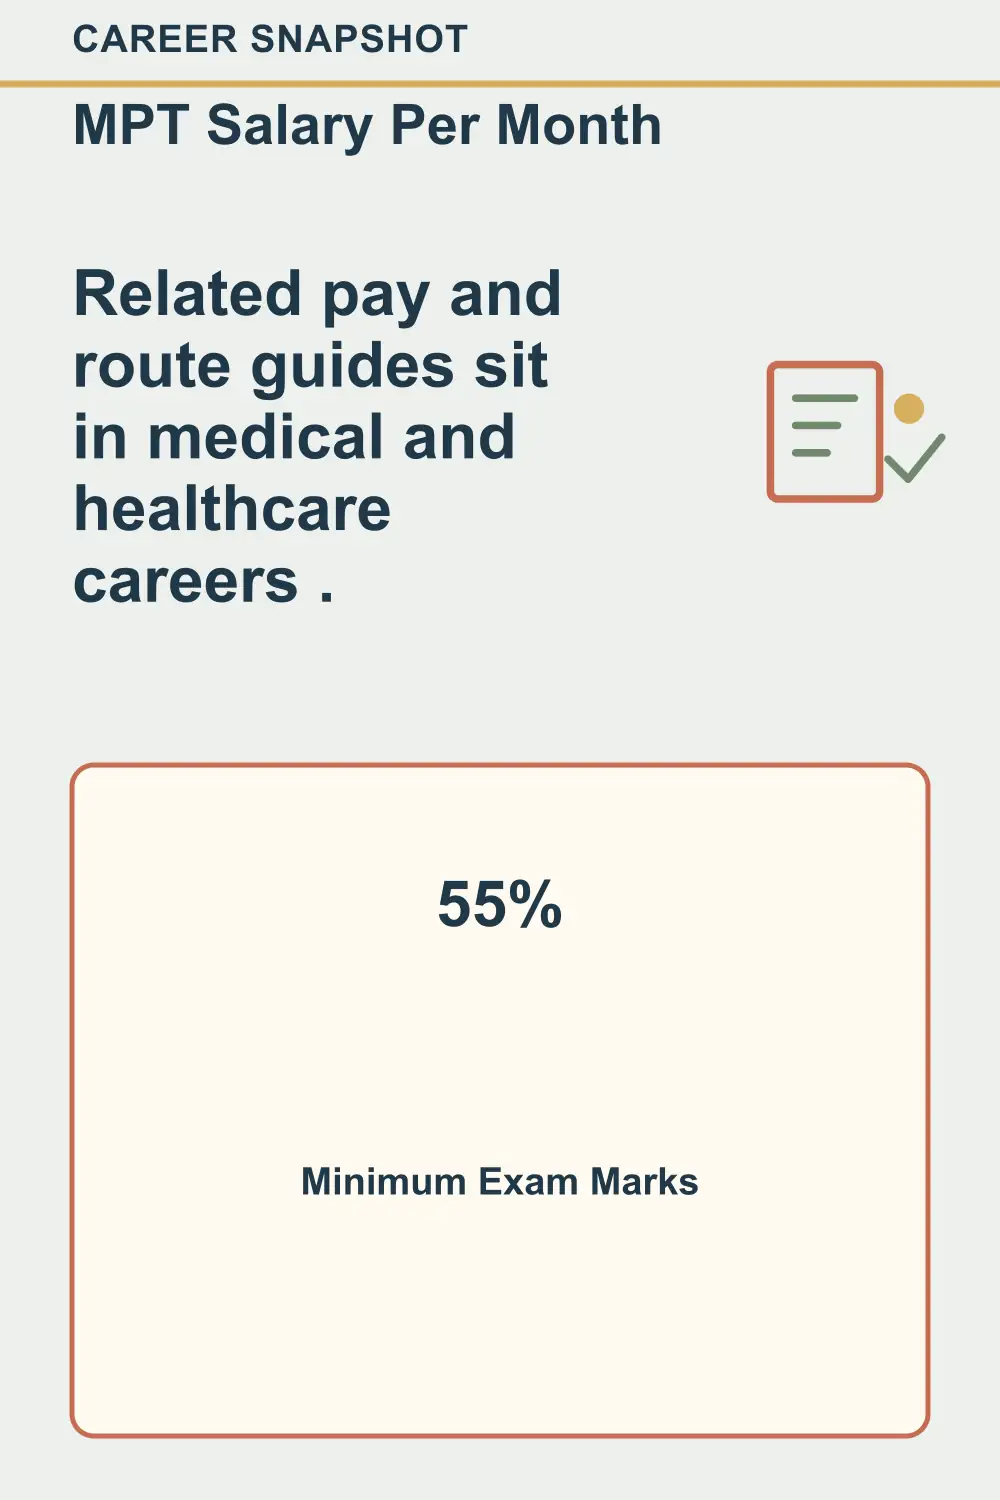 CAREER SNAPSHOT
MPT Salary Per Month
Related pay and
route guides sit
in medical and
healthcare
careers .
55%
Minimum Exam Marks